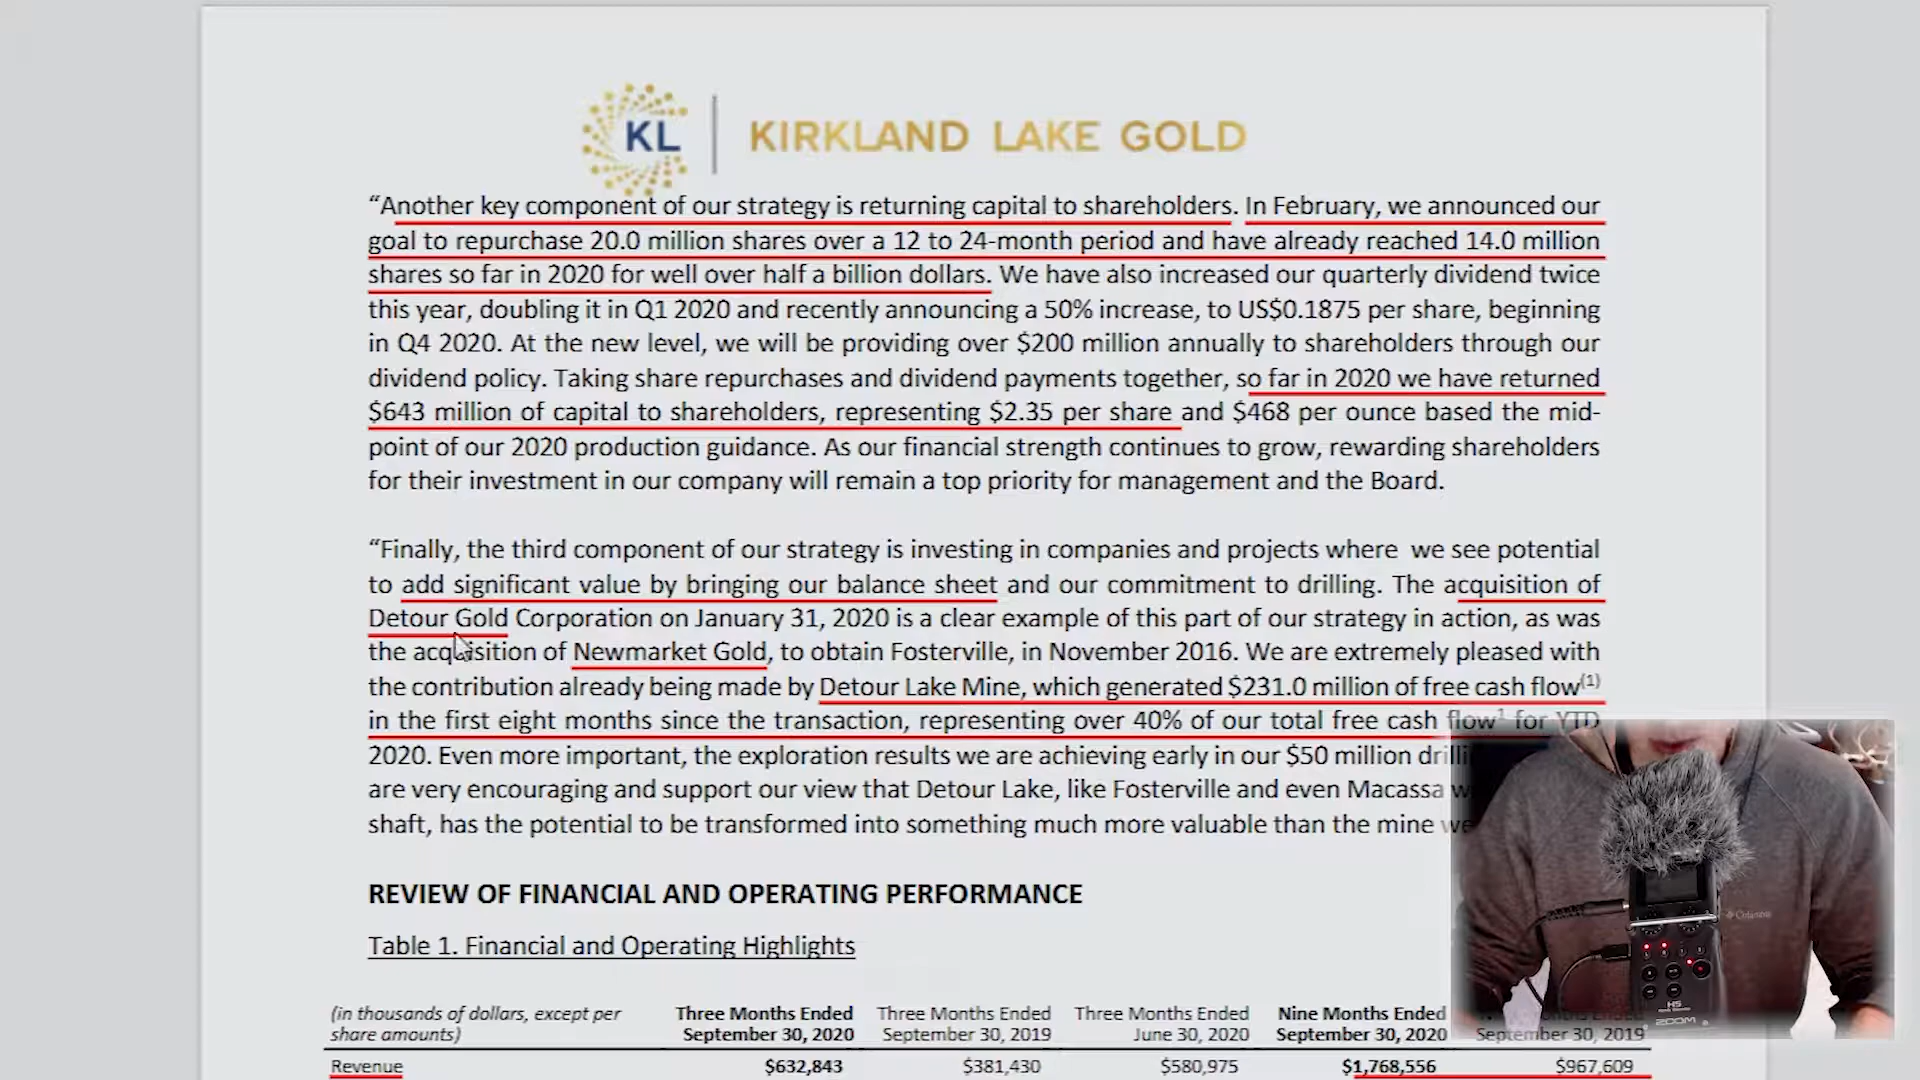 KL | KIRKLAND LAKE GOLD
“Another key component of our strategy is returning capital to shareholders. In February, we announced our
goal to repurchase 20.0 million shares over a 12 to 24-month period and have already reached 14.0 million
shares so far in 2020 for well over half a billion dollars. We have also increased our quarterly dividend twice
this year, doubling it in Q1 2020 and recently announcing a 50% increase, to US$0.1875 per share, beginning
in Q4 2020. At the new level, we will be providing over $200 million annually to shareholders through our
dividend policy. Taking share repurchases and dividend payments together, so far in 2020 we have returned
$643 million of capital to shareholders, representing $2.35 per share and $468 per ounce based the mid-
point of our 2020 production guidance. As our financial strength continues to grow, rewarding shareholders
for their investment in our company will remain a top priority for management and the Board.
“Finally, the third component of our strategy is investing in companies and projects where we see potential
to add significant value by bringing our balance sheet and our commitment to drilling. The acquisition of
Detour Gold Corporation on January 31, 2020 is a clear example of this part of our strategy in action, as was
the acquisition of Newmarket Gold, to obtain Fosterville, in November 2016. We are extremely pleased with
the contribution already being made by Detour Lake Mine, which generated $231.0 million of free cash flow(1)
in the first eight months since the transaction, representing over 40% of our total free cash flow1 for YTD
2020. Even more important, the exploration results we are achieving early in our $50 million
are very encouraging and support our view that Detour Lake, like Fosterville and even Macassa
shaft, has the potential to be transformed into something much more valuable than the mine
REVIEW OF FINANCIAL AND OPERATING PERFORMANCE
Table 1. Financial and Operating Highlights
(in thousands of dollars, except per share amounts) Three Months Ended September 30, 2020 Three Months Ended September 30, 2019 Three Months Ended June 30, 2020 Nine Months Ended September 30, 2020 September 30, 2019
Revenue $632,843 $381,430 $580,975 $1,768,556 $967,609
Columbia
H5
ZOOM